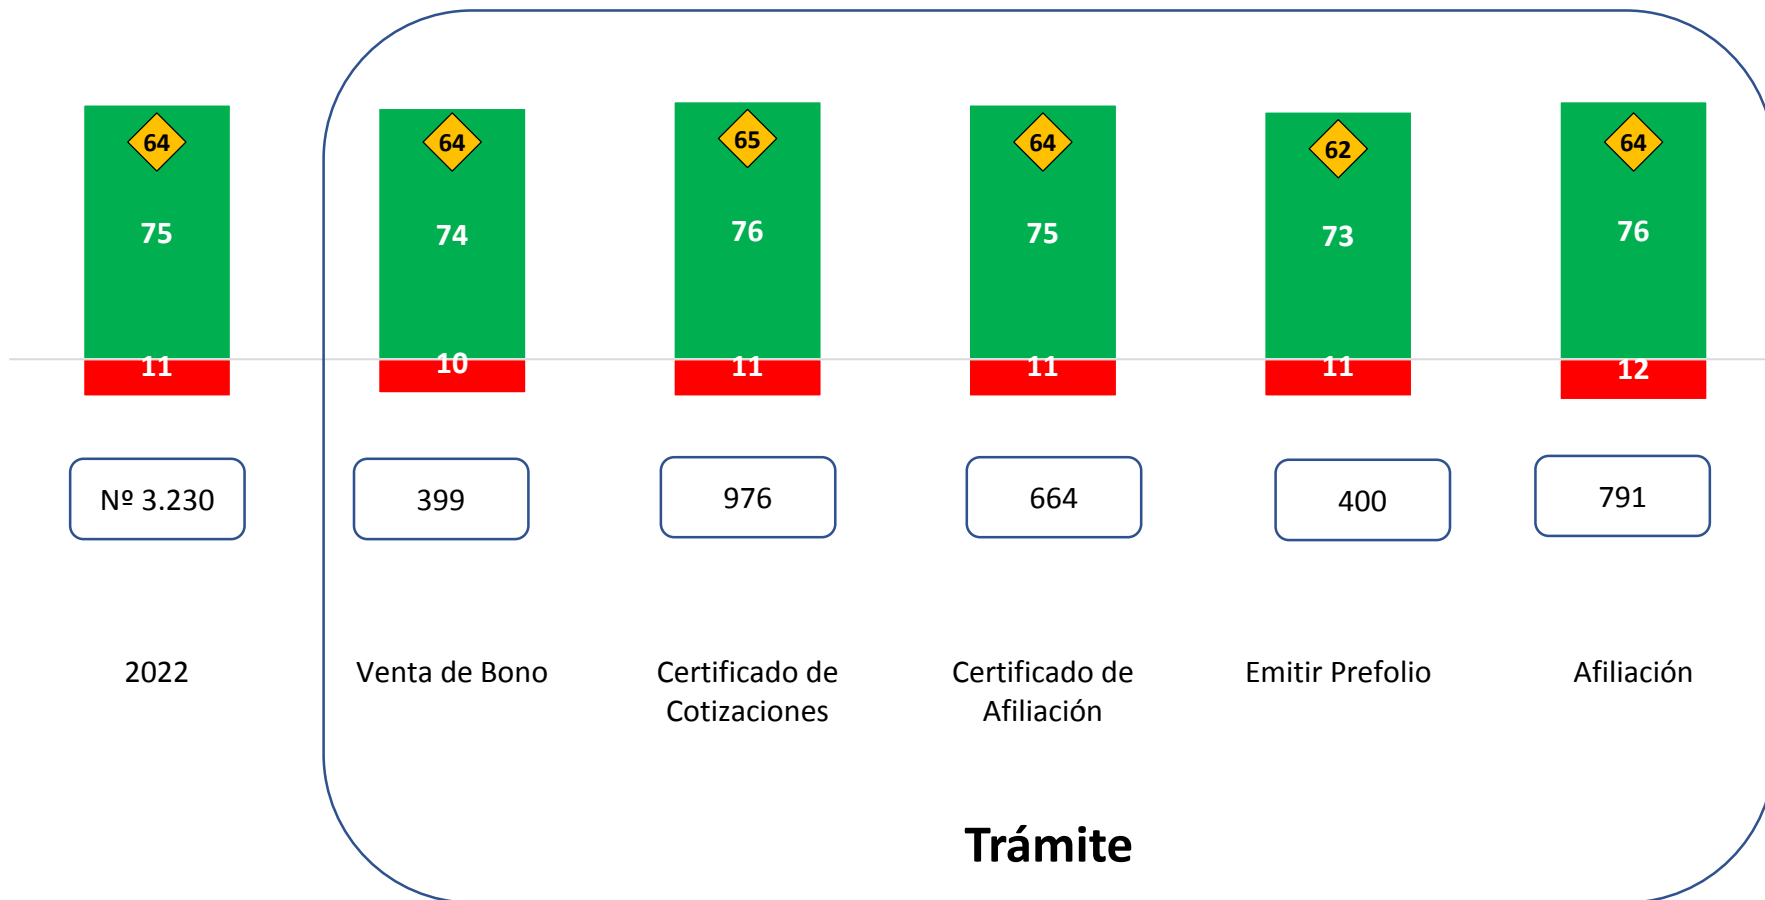 64
64
65
64
62
64
75
74
76
75
73
76
11
10
11
11
11
12
Nº 3.230
399
976
664
400
791
2022
Venta de Bono
Certificado de
Cotizaciones
Certificado de
Afiliación
Emitir Prefolio
Afiliación
Trámite